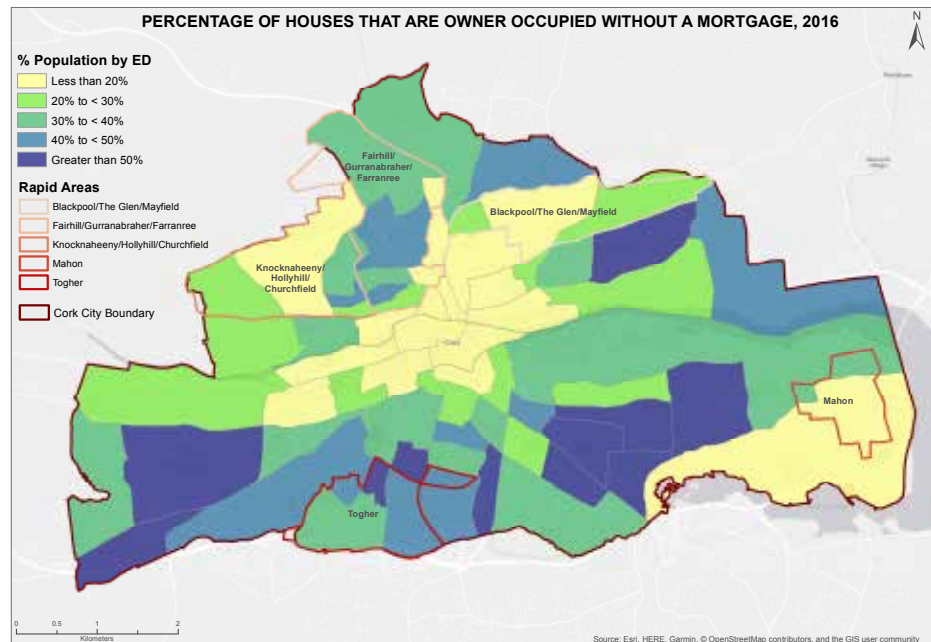 PERCENTAGE OF HOUSES THAT ARE OWNER OCCUPIED WITHOUT A MORTGAGE, 2016
N
% Population by ED
Less than 20%
20% to < 30%
30% to < 40%
40% to < 50%
Greater than 50%
Rapid Areas
Blackpool/The Glen/Mayfield
Fairhill/Gurranabraher/Farranree
Knocknaheeny/Hollyhill/Churchfield
Mahon
Togher
Cork City Boundary
Fairhill/
Gurranabraher/
Farranree
Blackpool/The Glen/Mayfield
Knocknaheeny/
Hollyhill/
Churchfield
Cork
Mahon
Togher
0 0.5 1 2
Kilometers
Source: Esri, HERE, Garmin, © OpenStreetMap contributors, and the GIS user community